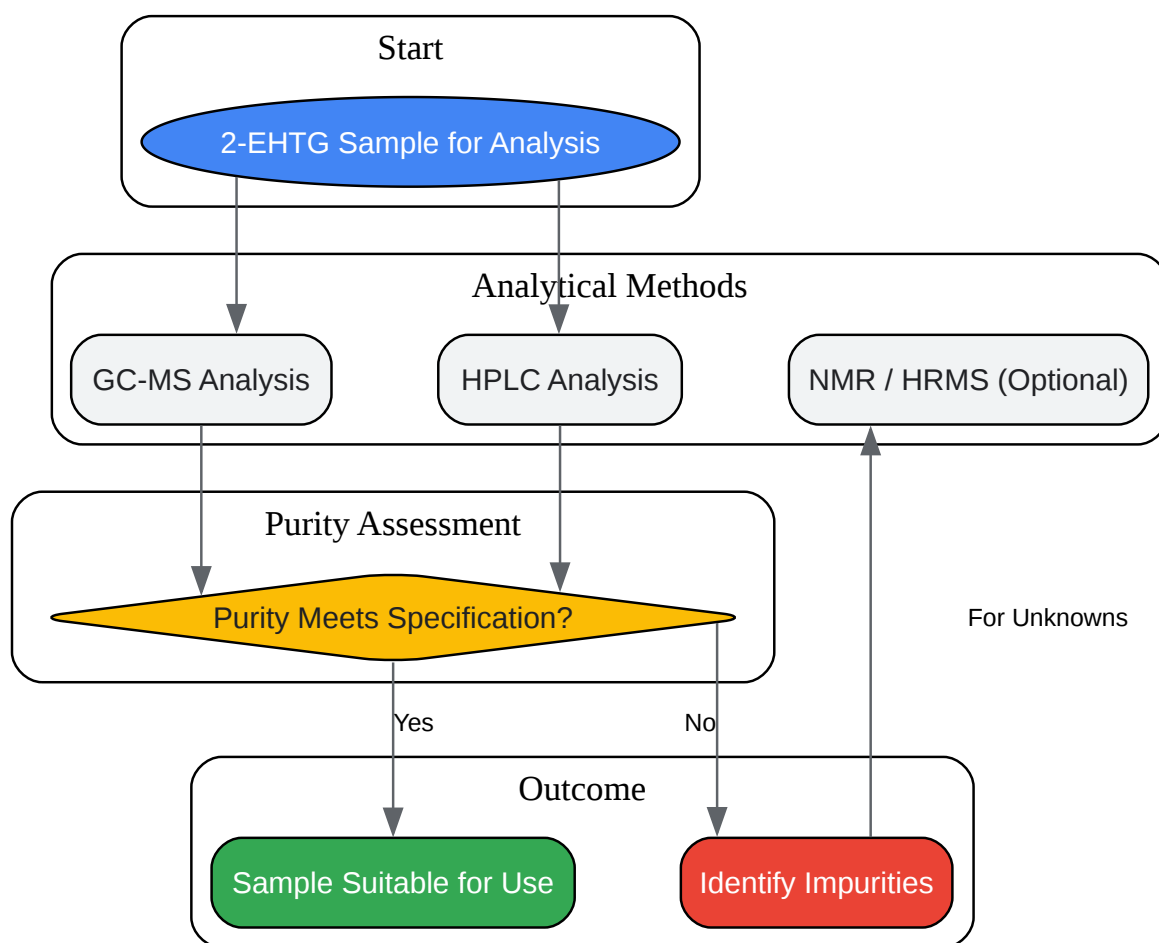 Start
2-EHTG Sample for Analysis
Analytical Methods
GC-MS Analysis
HPLC Analysis
NMR / HRMS (Optional)
Purity Assessment
Purity Meets Specification?
For Unknowns
Yes
No
Outcome
Sample Suitable for Use
Identify Impurities